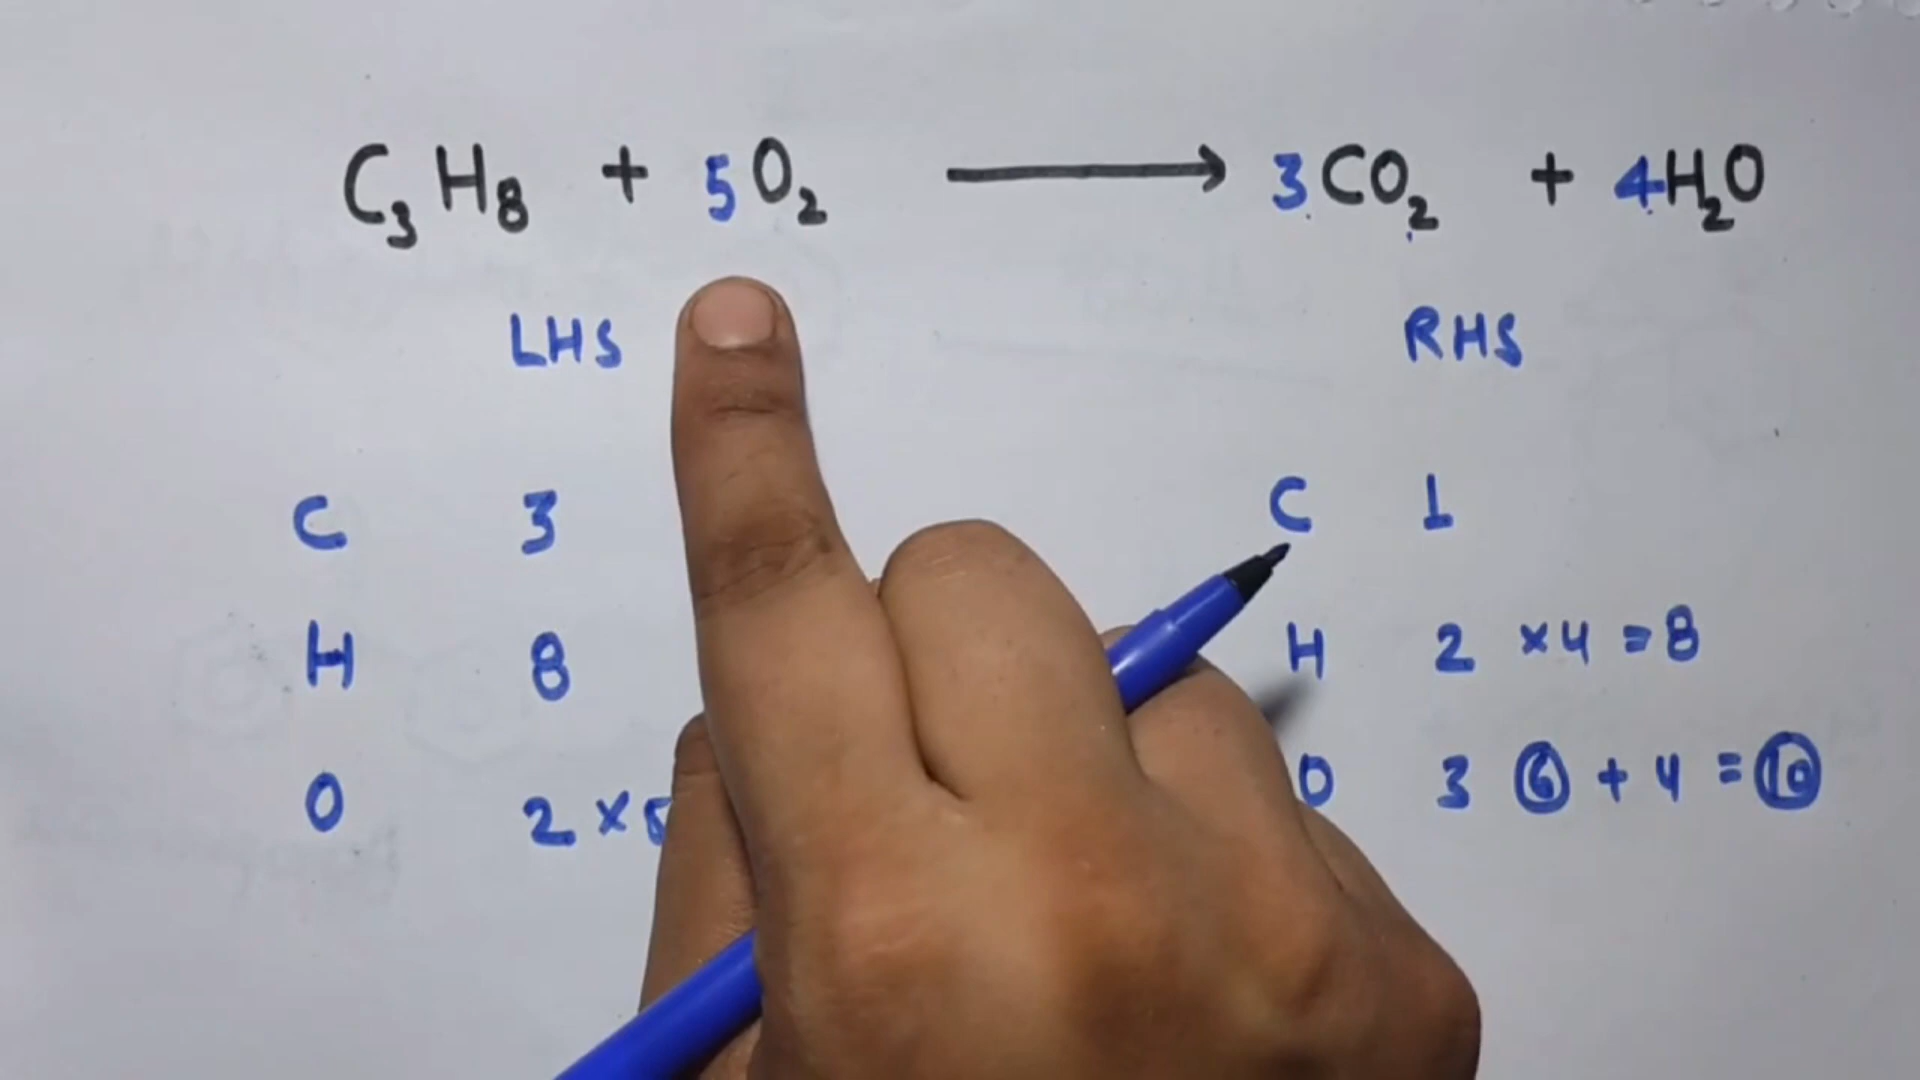 C₃H₈ + 5O₂ ⟶ 3CO₂ + 4H₂O
LHS RHS
C 3 C 1
H 8 H 2 ×4 =8
O 2 × O 3 6 + 4 = 10